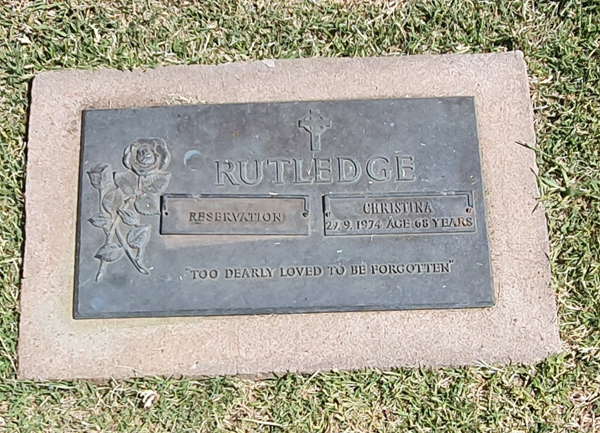 RUTLEDGE
RESERVATION
CHRISTINA
27. 9. 1974 AGE 68 YEARS
"TOO DEARLY LOVED TO BE FORGOTTEN"